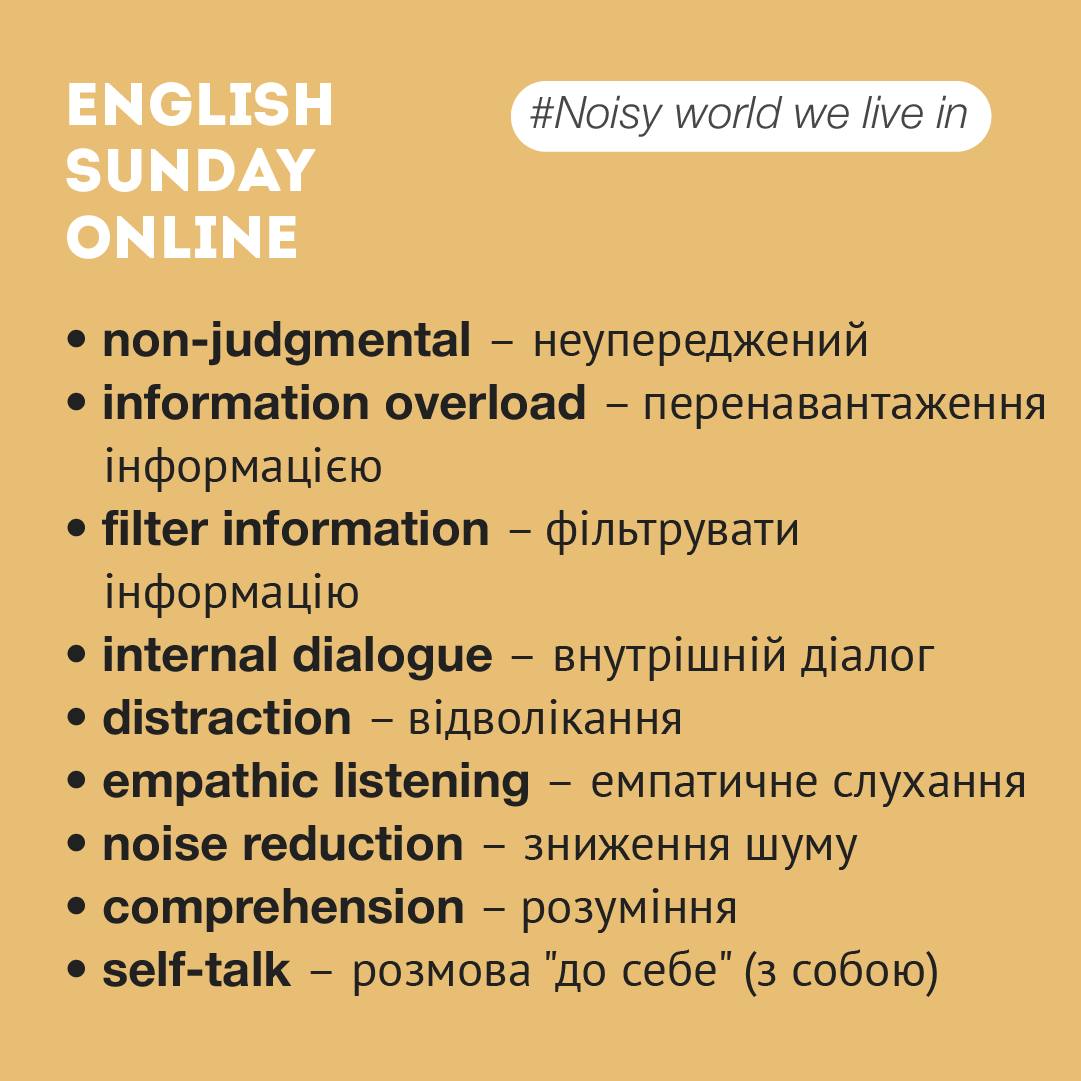 ENGLISH
SUNDAY
ONLINE
#Noisy world we live in
• non-judgmental – неупереджений
• information overload – перенавантаження
інформацією
• filter information – фільтрувати
інформацію
• internal dialogue – внутрішній діалог
• distraction – відволікання
• empathic listening – емпатичне слухання
• noise reduction – зниження шуму
• comprehension – розуміння
• self-talk – розмова "до себе" (з собою)